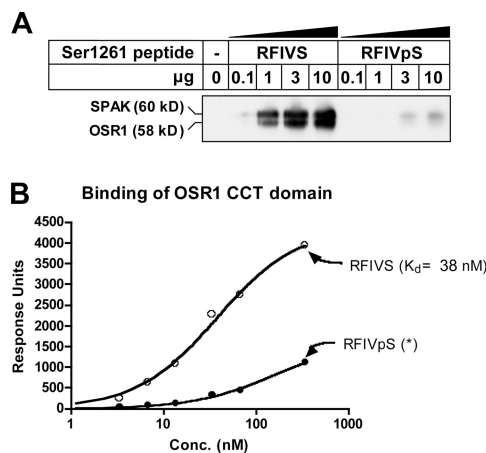 A
Ser1261 peptide - RFIVS RFIVpS
µg 0 0.1 1 3 10 0.1 1 3 10
SPAK (60 kD)
OSR1 (58 kD)
B
Binding of OSR1 CCT domain
Response Units
4500
4000
3500
3000
2500
2000
1500
1000
500
0
RFIVS (Kd= 38 nM)
RFIVpS (*)
1 10 100 1000
Conc. (nM)